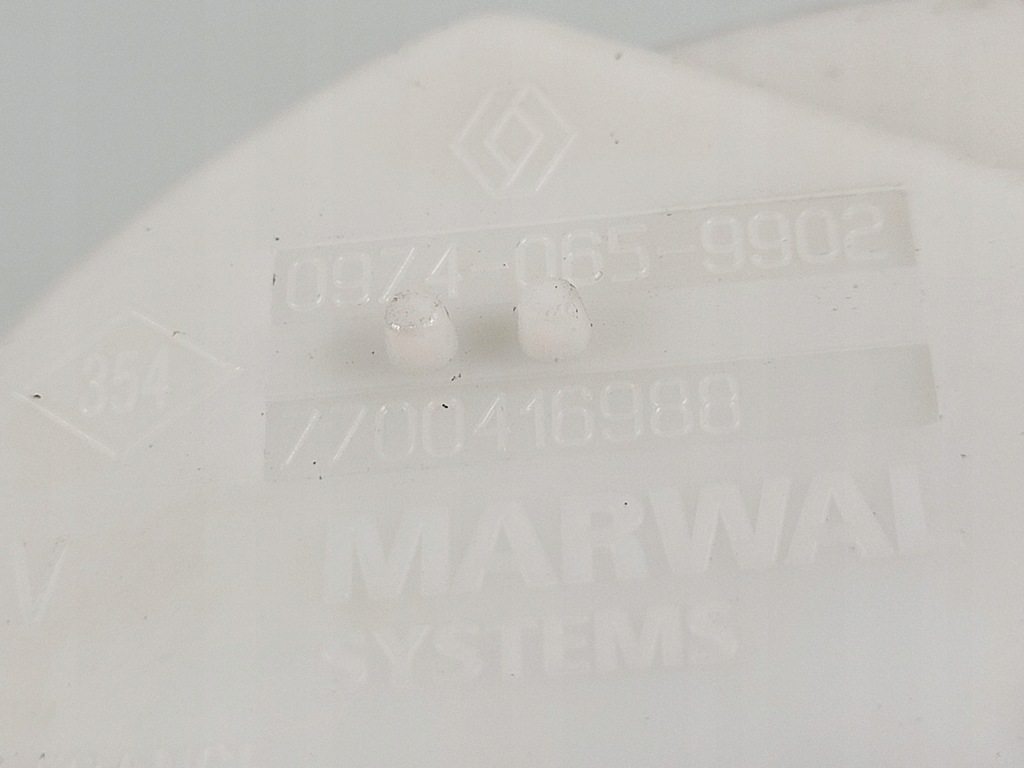 0974-065-9902
354
7700416988
MARWAL
V
SYSTEMS